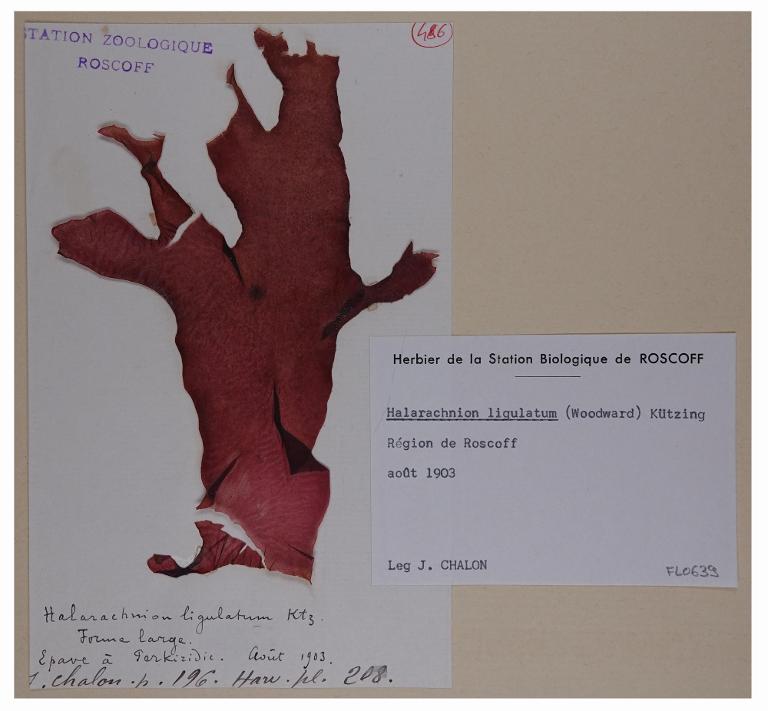 STATION ZOOLOGIQUE
ROSCOFF
486
Herbier de la Station Biologique de ROSCOFF
Halarachnion ligulatum (Woodward) Kützing
Région de Roscoff
août 1903
Leg J. CHALON
FL0639
Halarachnion ligulatum Ktz.
Forme large.
Epave à Août 1903.
J. Chalon. p. 196. Harv. pl. 208.